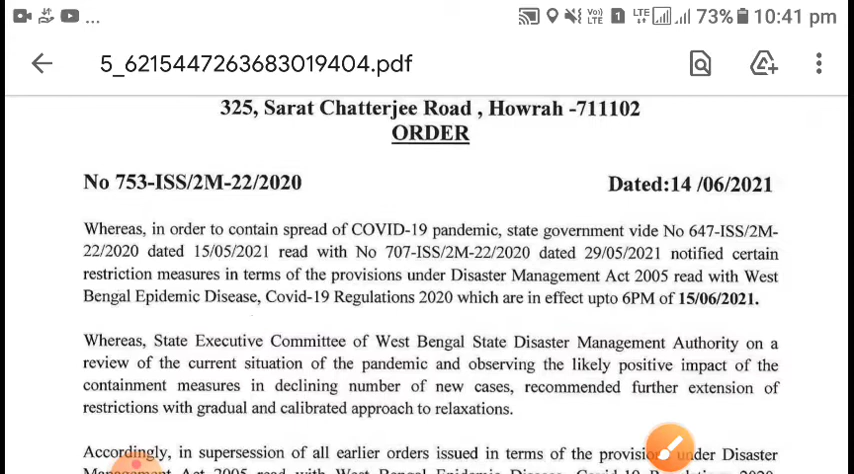 ... Vo)) LTE 1 LTE 73% 10:41 pm
5_6215447263683019404.pdf
325, Sarat Chatterjee Road , Howrah -711102
ORDER
No 753-ISS/2M-22/2020 Dated:14 /06/2021
Whereas, in order to contain spread of COVID-19 pandemic, state government vide No 647-ISS/2M-
22/2020 dated 15/05/2021 read with No 707-ISS/2M-22/2020 dated 29/05/2021 notified certain
restriction measures in terms of the provisions under Disaster Management Act 2005 read with West
Bengal Epidemic Disease, Covid-19 Regulations 2020 which are in effect upto 6PM of 15/06/2021.
Whereas, State Executive Committee of West Bengal State Disaster Management Authority on a
review of the current situation of the pandemic and observing the likely positive impact of the
containment measures in declining number of new cases, recommended further extension of
restrictions with gradual and calibrated approach to relaxations.
Accordingly, in supersession of all earlier orders issued in terms of the under Disaster